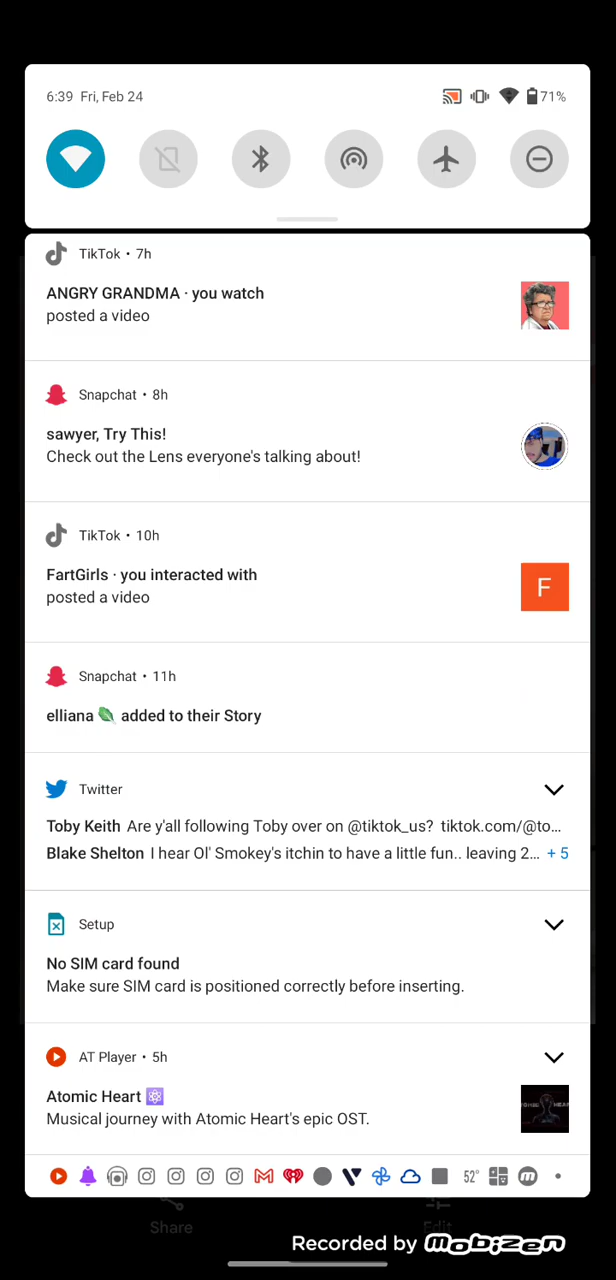 6:39 Fri, Feb 24
71%
TikTok • 7h
ANGRY GRANDMA · you watch
posted a video
Snapchat • 8h
sawyer, Try This!
Check out the Lens everyone's talking about!
TikTok • 10h
FartGirls · you interacted with
posted a video
F
Snapchat • 11h
elliana 🍃 added to their Story
Twitter
Toby Keith Are y'all following Toby over on @tiktok_us? tiktok.com/@to...
Blake Shelton I hear Ol' Smokey's itchin to have a little fun.. leaving 2... + 5
Setup
No SIM card found
Make sure SIM card is positioned correctly before inserting.
AT Player • 5h
Atomic Heart ⚛
Musical journey with Atomic Heart's epic OST.
ATOMIC HEART
52°
Share
Edit
Recorded by mobizen